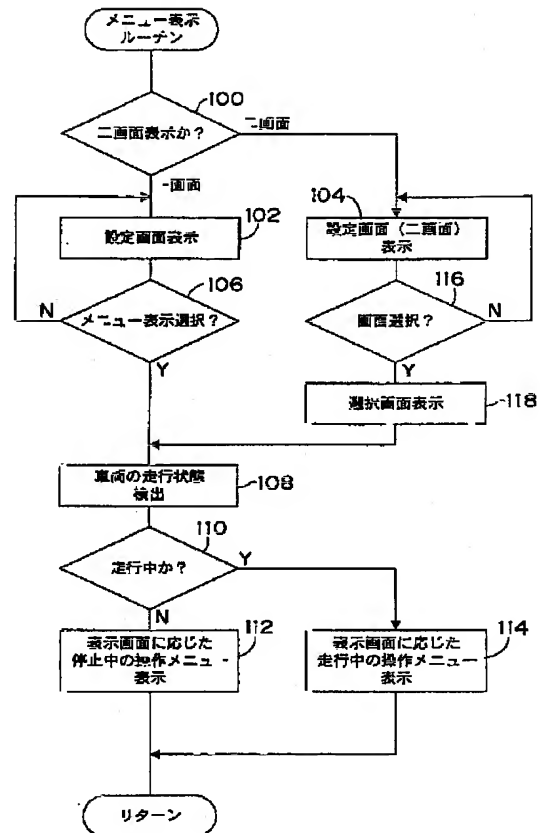 メニュー表示
ルーチン
100
二画面表示か?
二画面
一画面
設定画面表示
102
104
設定画面(二画面)
表示
106
メニュー表示選択?
N
Y
116
画面選択?
N
Y
選択画面表示
118
車両の走行状態
検出
108
110
走行中か?
Y
N
表示画面に応じた
停止中の操作メニュー
表示
112
表示画面に応じた
走行中の操作メニュー
表示
114
リターン